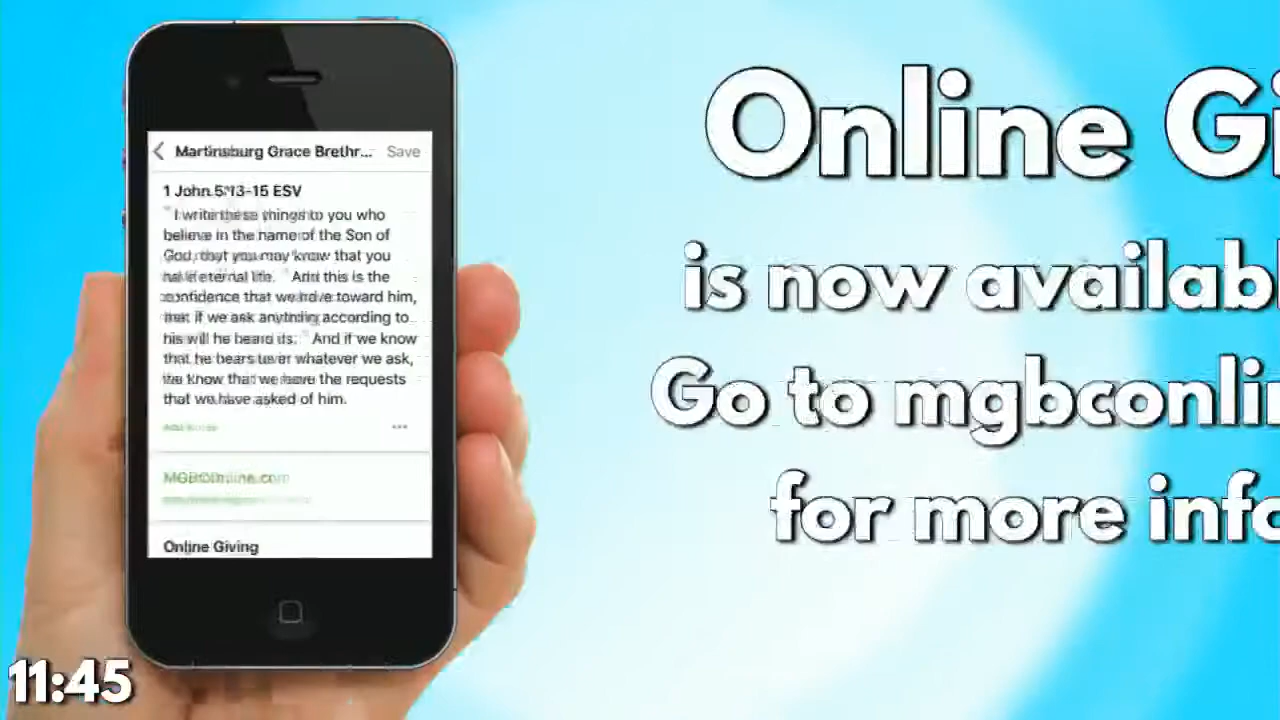 Martinsburg Grace Brethr...
Save
1 John 5:13-15 ESV
I write these things to you who
believe in the name of the Son of
God, that you may know that you
have eternal life. And this is the
confidence that we have toward him,
that if we ask anything according to
his will he hears us. And if we know
that he hears us in whatever we ask,
we know that we have the requests
that we have asked of him.
...
MGBCOnline.com
Online Giving
Online Gi
is now availab
Go to mgbconlin
for more info
11:45